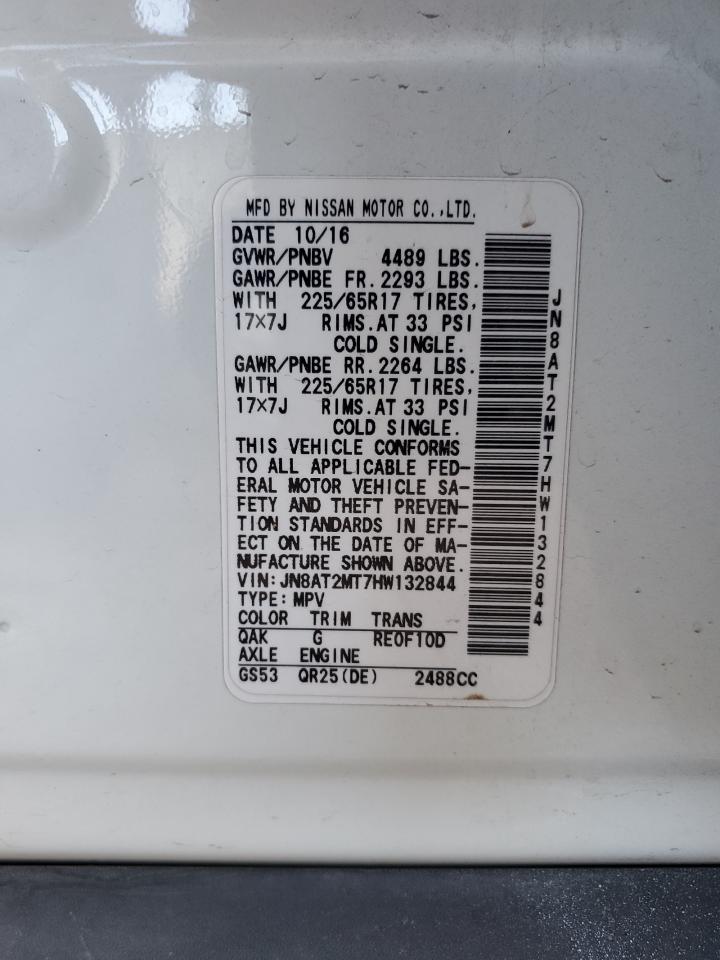 MFD BY NISSAN MOTOR CO.,LTD.
DATE 10/16
GVWR/PNBV 4489 LBS.
GAWR/PNBE FR.2293 LBS.
WITH 225/65R17 TIRES,
17×7J RIMS.AT 33 PSI
COLD SINGLE.
GAWR/PNBE RR.2264 LBS.
WITH 225/65R17 TIRES,
17×7J RIMS.AT 33 PSI
COLD SINGLE.
THIS VEHICLE CONFORMS
TO ALL APPLICABLE FED-
ERAL MOTOR VEHICLE SA-
FETY AND THEFT PREVEN-
TION STANDARDS IN EFF-
ECT ON THE DATE OF MA-
NUFACTURE SHOWN ABOVE.
VIN:JN8AT2MT7HW132844
TYPE:MPV
COLOR TRIM TRANS
QAK G RE0F10D
AXLE ENGINE
GS53 QR25(DE) 2488CC
JN8AT2MT7HW132844